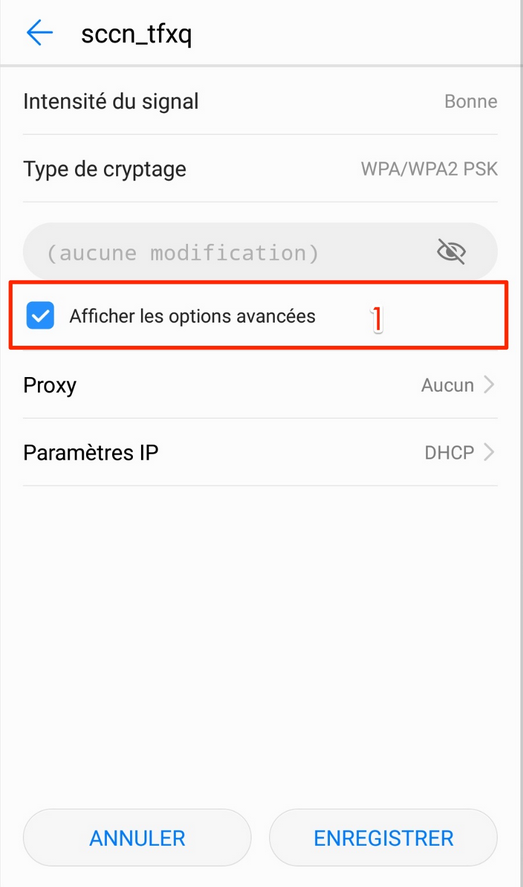 sccn_tfxq
Intensité du signal Bonne
Type de cryptage WPA/WPA2 PSK
(aucune modification)
Afficher les options avancées 1
Proxy Aucun
Paramètres IP DHCP
ANNULER ENREGISTRER